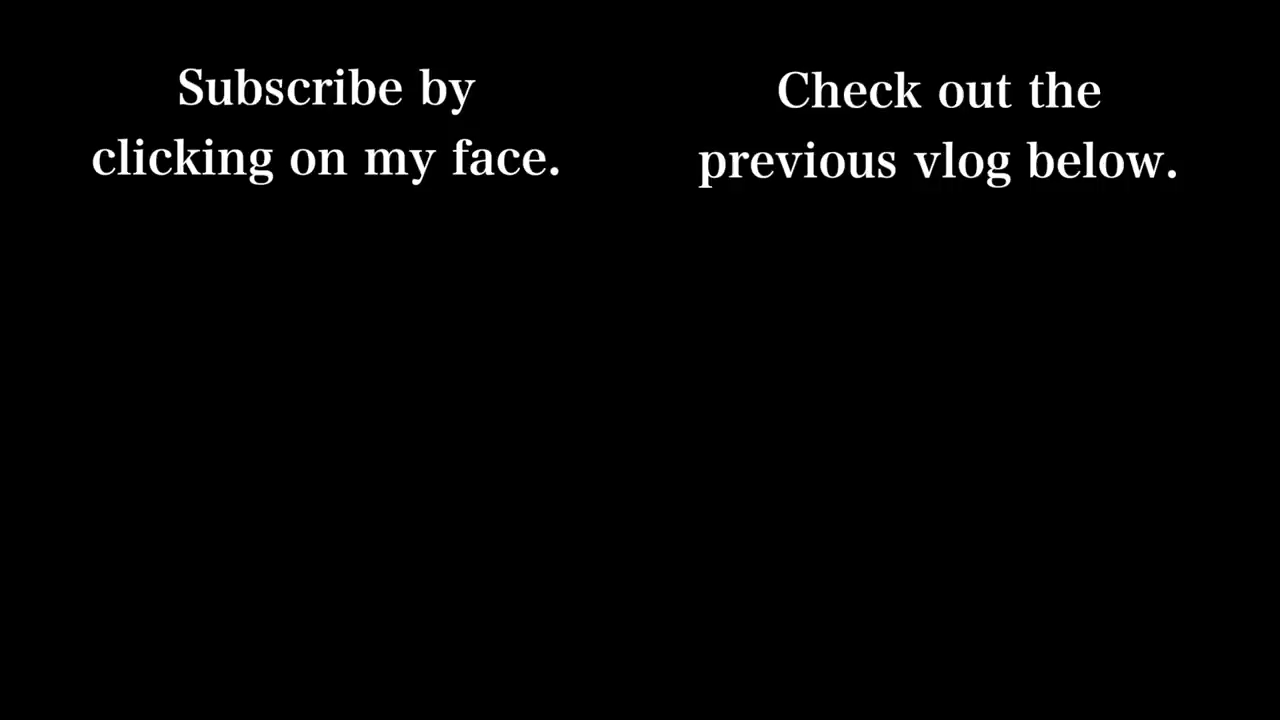 Subscribe by
clicking on my face.
Check out the
previous vlog below.